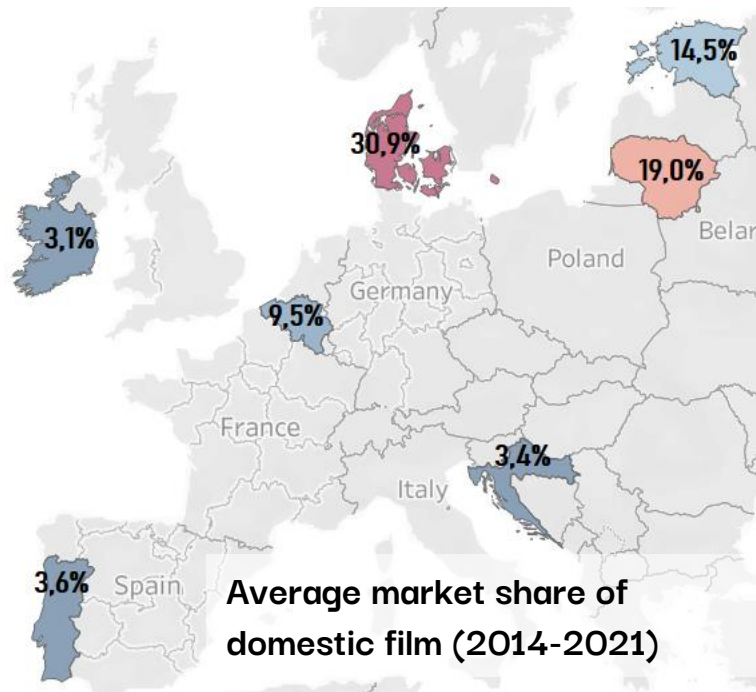 14,5%
30,9%
19,0%
3,1%
Belar
Poland
Germany
9,5%
France
3,4%
Italy
3,6%
Spain
Average market share of
domestic film (2014-2021)